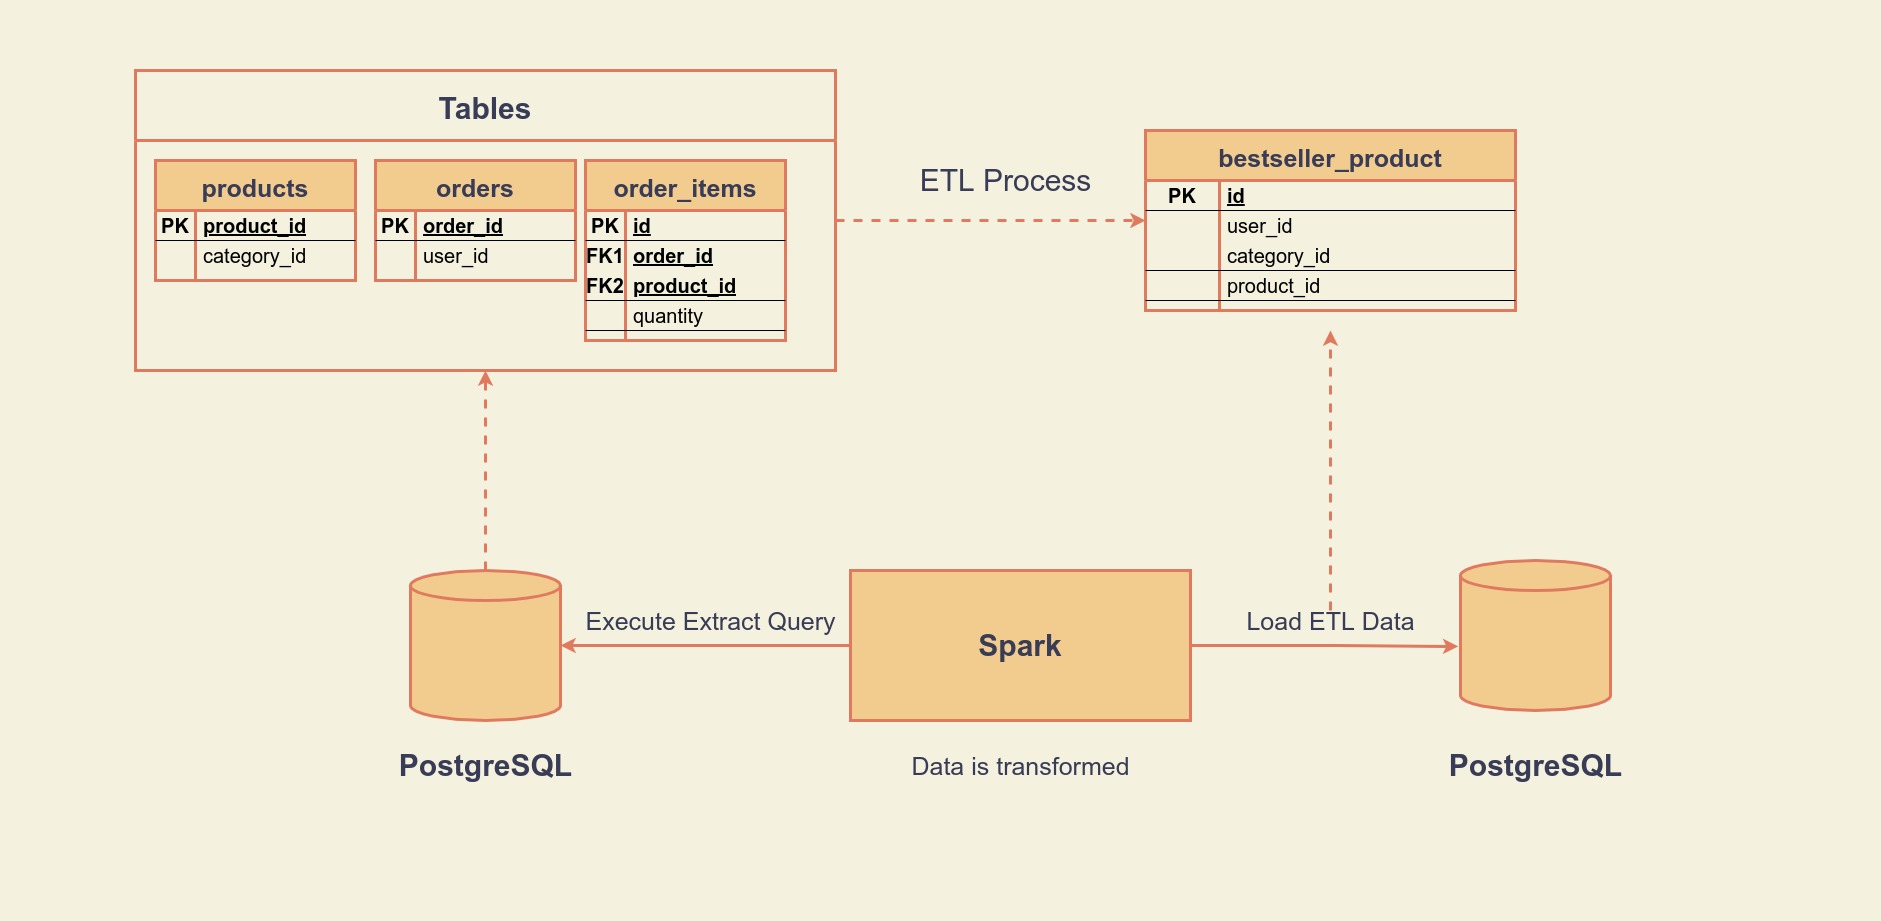 Tables
products
PK product_id
category_id
orders
PK order_id
user_id
order_items
PK id
FK1 order_id
FK2 product_id
quantity
ETL Process
bestseller_product
PK id
user_id
category_id
product_id
Execute Extract Query
Spark
Load ETL Data
PostgreSQL
Data is transformed
PostgreSQL